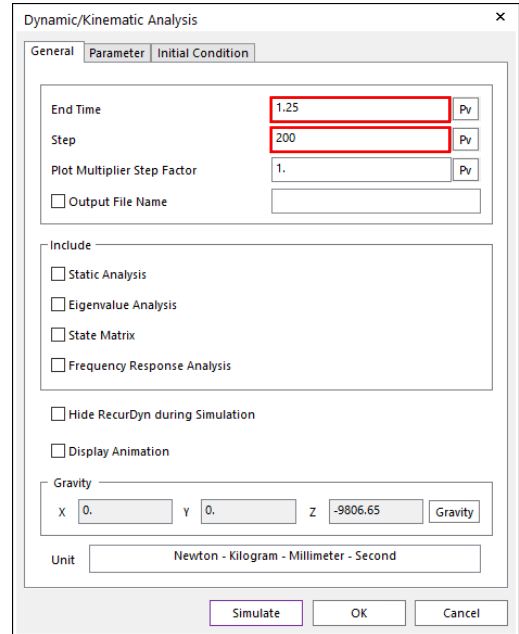 Dynamic/Kinematic Analysis ×
General Parameter Initial Condition
End Time 1.25 Pv
Step 200 Pv
Plot Multiplier Step Factor 1. Pv
Output File Name
Include
Static Analysis
Eigenvalue Analysis
State Matrix
Frequency Response Analysis
Hide RecurDyn during Simulation
Display Animation
Gravity
X 0. Y 0. Z -9806.65 Gravity
Unit Newton - Kilogram - Millimeter - Second
Simulate OK Cancel